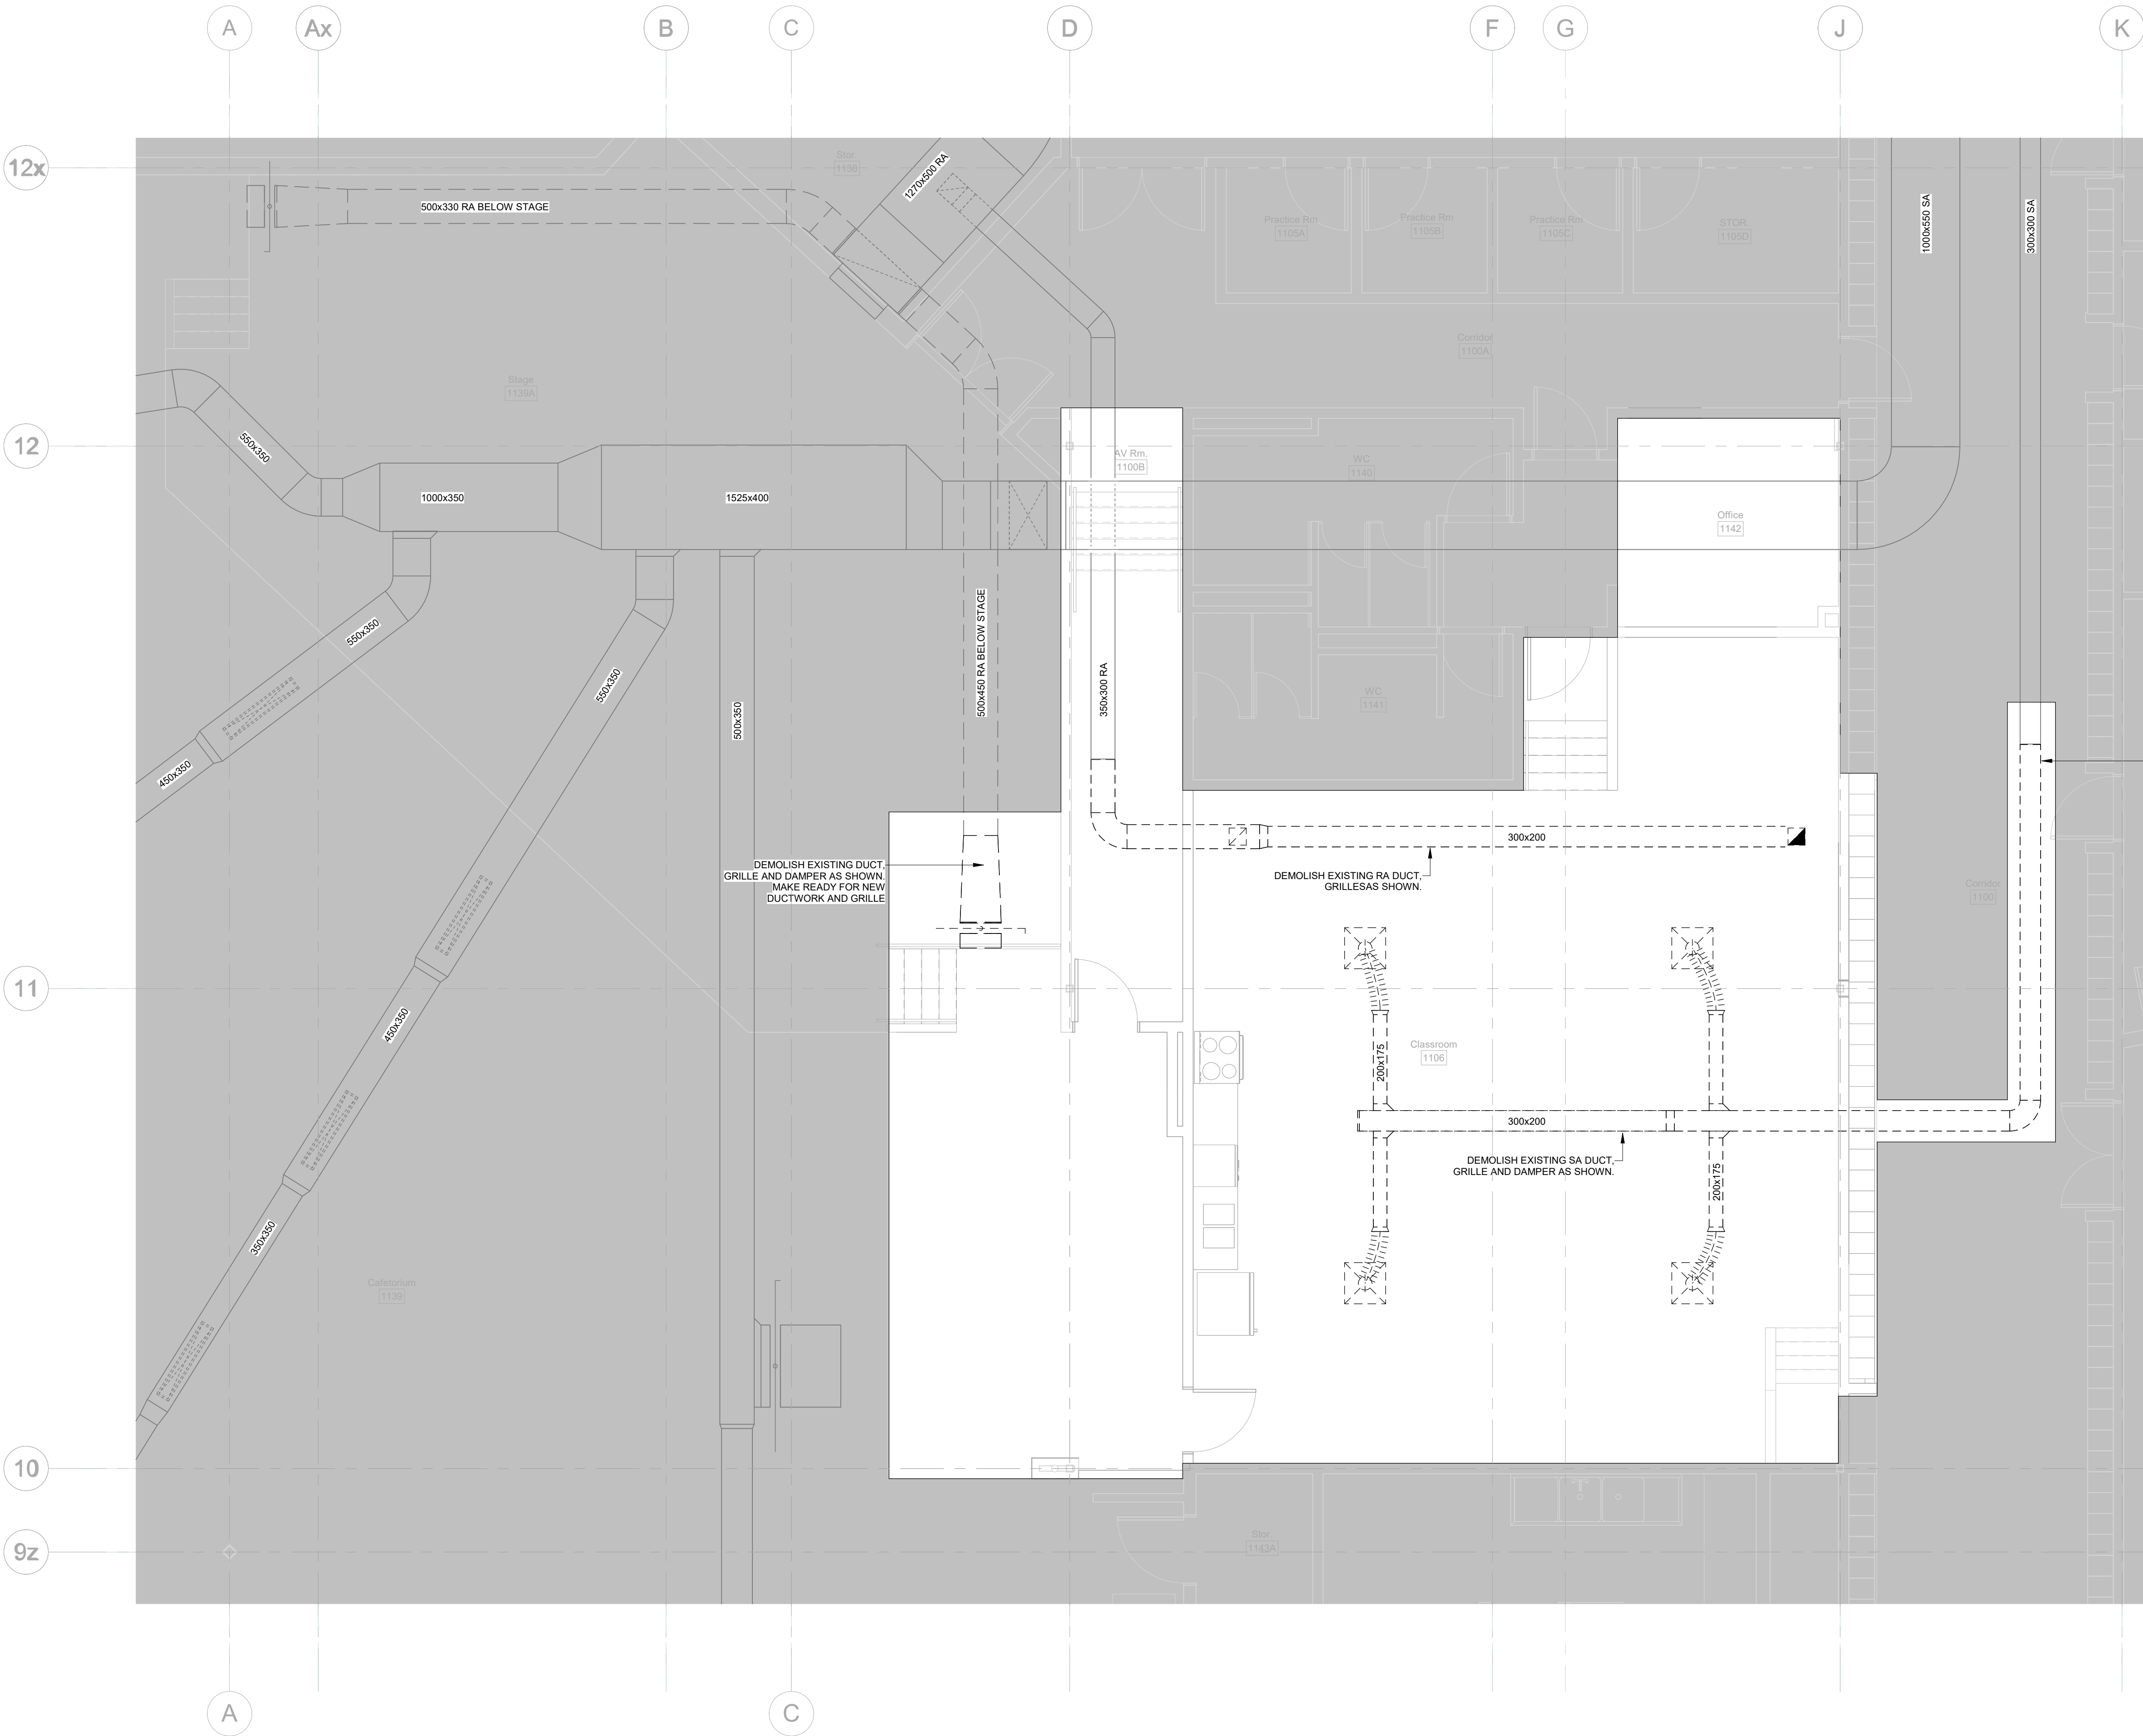 A
Ax
B
C
D
F
G
J
K
12x
12
11
10
9z
Stor.
1138
1270x500 RA
500x330 RA BELOW STAGE
Practice Rm
1105A
Practice Rm
1105B
Practice Rm
1105C
STOR.
1105D
1000x550 SA
300x300 SA
Corridor
1100A
Stage
1139A
550x350
1000x350
1525x400
AV Rm.
1100B
WC
1140
Office
1142
550x350
550x350
500x350
500x450 RA BELOW STAGE
350x300 RA
WC
1141
450x350
DEMOLISH EXISTING DUCT,
GRILLE AND DAMPER AS SHOWN.
MAKE READY FOR NEW
DUCTWORK AND GRILLE
300x200
DEMOLISH EXISTING RA DUCT,
GRILLESAS SHOWN.
Corridor
1100
450x350
Classroom
1106
200x175
300x200
DEMOLISH EXISTING SA DUCT,
GRILLE AND DAMPER AS SHOWN.
200x175
350x350
Cafetorium
1139
Stor.
1143A
A
C